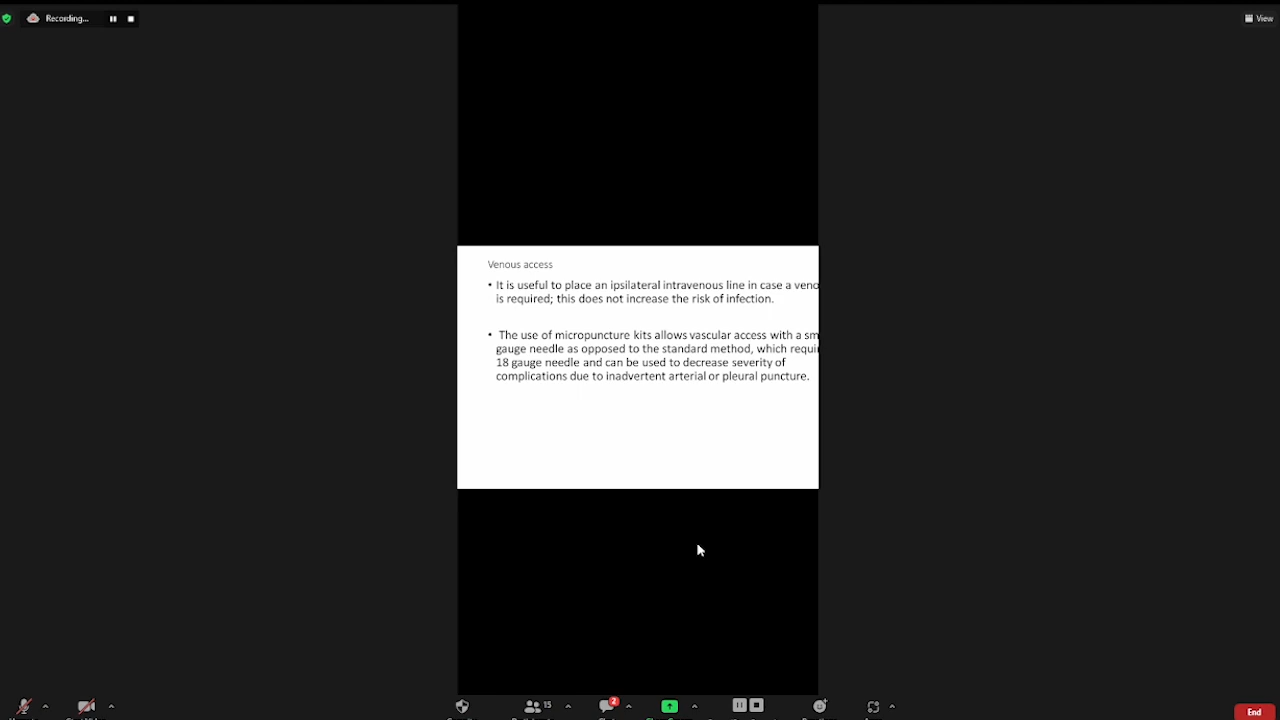 Recording...
View
Venous access
• It is useful to place an ipsilateral intravenous line in case a
is required; this does not increase the risk of infection.
• The use of micropuncture kits allows vascular access with a
gauge needle as opposed to the standard method, which
18 gauge needle and can be used to decrease severity of
complications due to inadvertent arterial or pleural puncture.
15
2
End